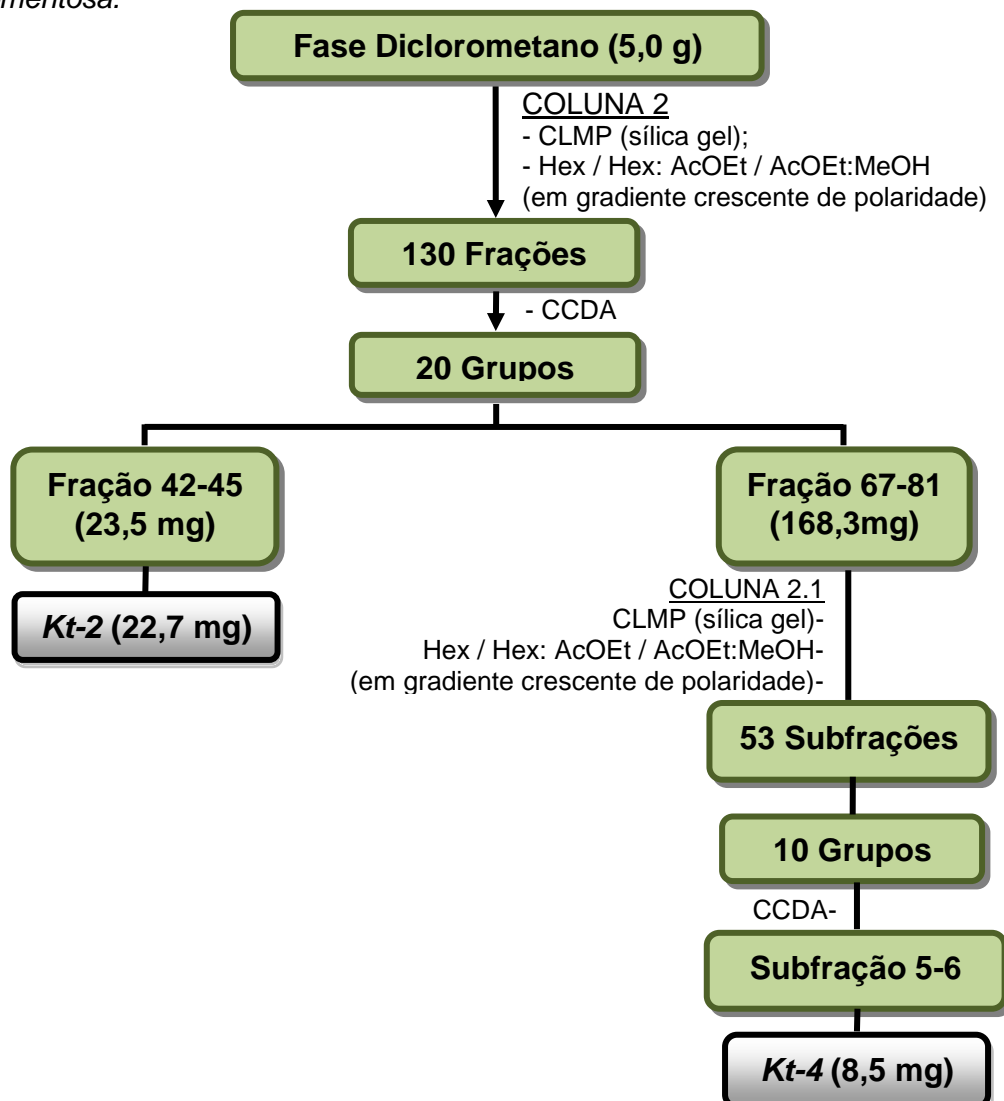 mentosa.
Fase Diclorometano (5,0 g)
COLUNA 2
- CLMP (sílica gel);
- Hex / Hex: AcOEt / AcOEt:MeOH
(em gradiente crescente de polaridade)
130 Frações
- CCDA
20 Grupos
Fração 42-45
(23,5 mg)
Kt-2 (22,7 mg)
Fração 67-81
(168,3mg)
COLUNA 2.1
CLMP (sílica gel)-
Hex / Hex: AcOEt / AcOEt:MeOH-
(em gradiente crescente de polaridade)-
53 Subfrações
10 Grupos
CCDA-
Subfração 5-6
Kt-4 (8,5 mg)